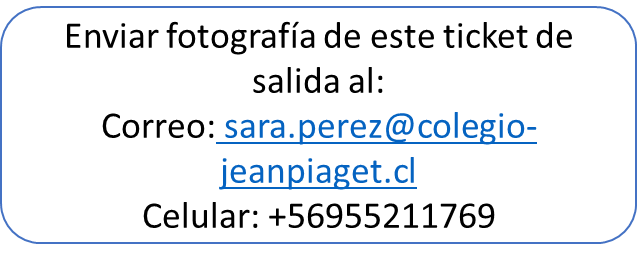 Enviar fotografía de este ticket de
salida al:
Correo: sara.perez@colegio-
jeanpiaget.cl
Celular: +56955211769